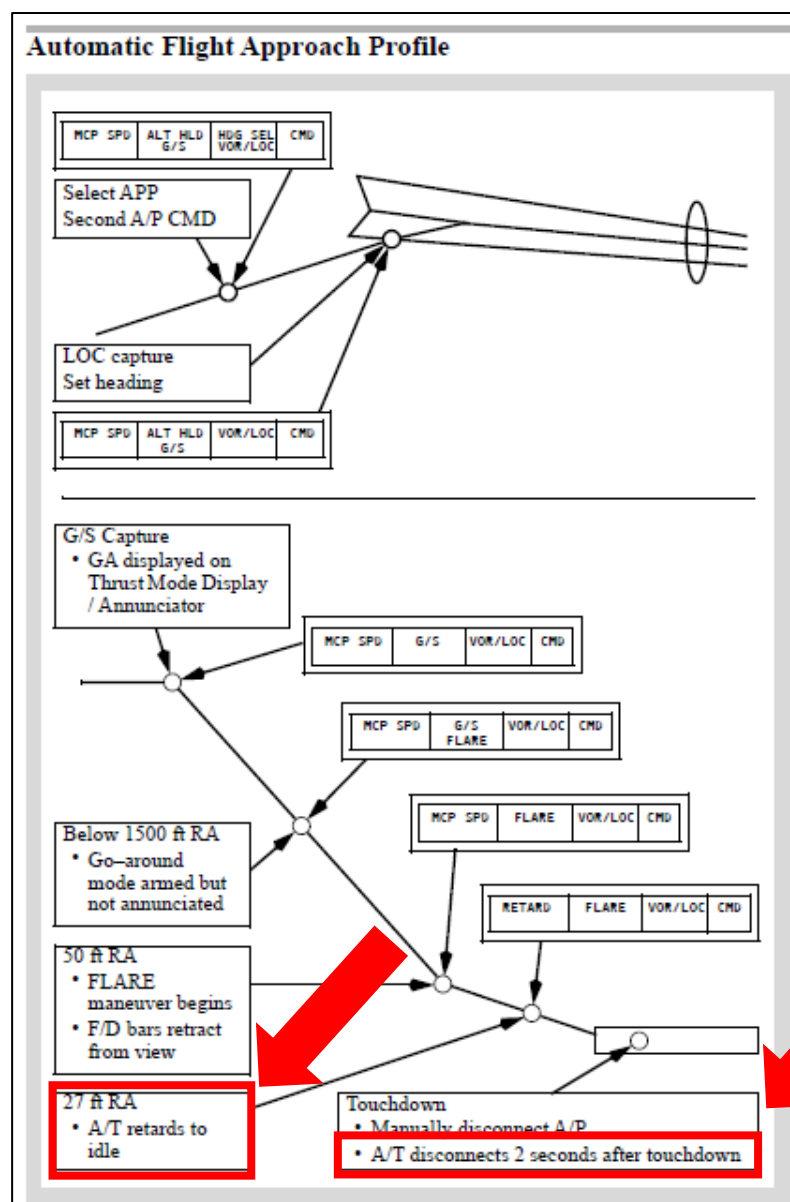 Automatic Flight Approach Profile
MCP SPD ALT HLD HDG SEL CMD
G/S VOR/LOC
Select APP
Second A/P CMD
LOC capture
Set heading
MCP SPD ALT HLD VOR/LOC CMD
G/S
G/S Capture
• GA displayed on
Thrust Mode Display
/ Annunciator
MCP SPD G/S VOR/LOC CMD
MCP SPD G/S VOR/LOC CMD
FLARE
MCP SPD FLARE VOR/LOC CMD
Below 1500 ft RA
• Go–around
mode armed but
not annunciated
RETARD FLARE VOR/LOC CMD
50 ft RA
• FLARE
maneuver begins
• F/D bars retract
from view
27 ft RA
• A/T retards to
idle
Touchdown
• Manually disconnect A/P
• A/T disconnects 2 seconds after touchdown